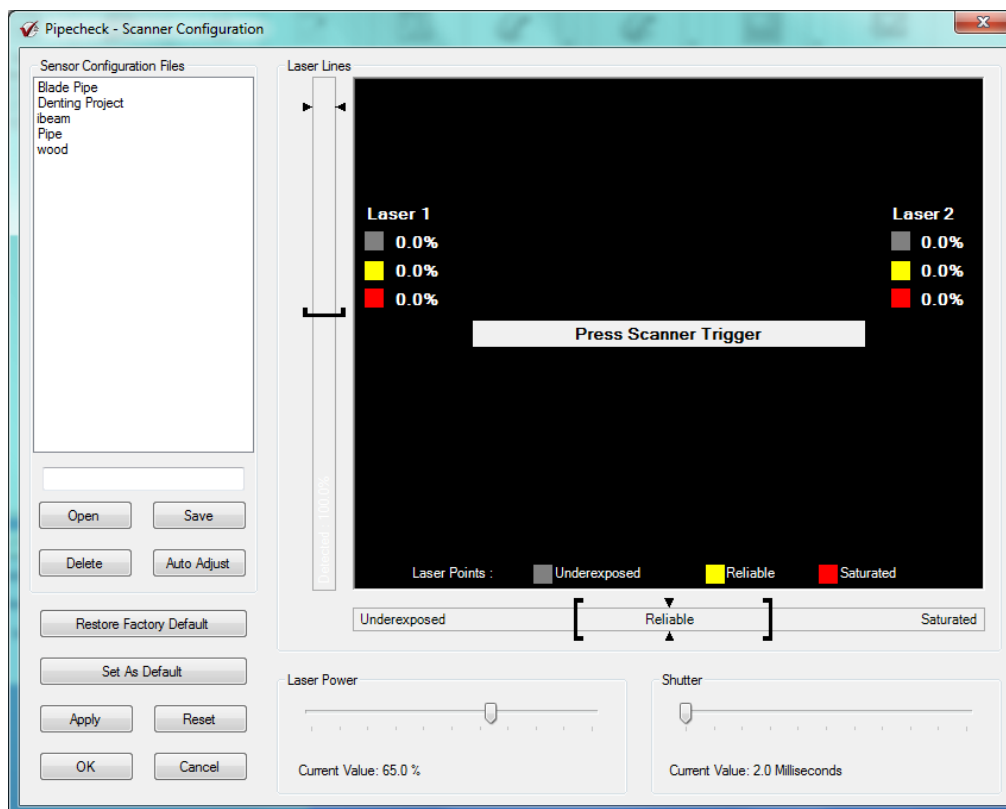 Pipecheck - Scanner Configuration
Sensor Configuration Files
Blade Pipe
Denting Project
ibeam
Pipe
wood
Open
Save
Delete
Auto Adjust
Restore Factory Default
Set As Default
Apply
Reset
OK
Cancel
Laser Lines
Detected 100.0%
Laser 1
0.0%
0.0%
0.0%
Laser 2
0.0%
0.0%
0.0%
Press Scanner Trigger
Laser Points :
Underexposed
Reliable
Saturated
Underexposed
Reliable
Saturated
Laser Power
Current Value: 65.0 %
Shutter
Current Value: 2.0 Milliseconds